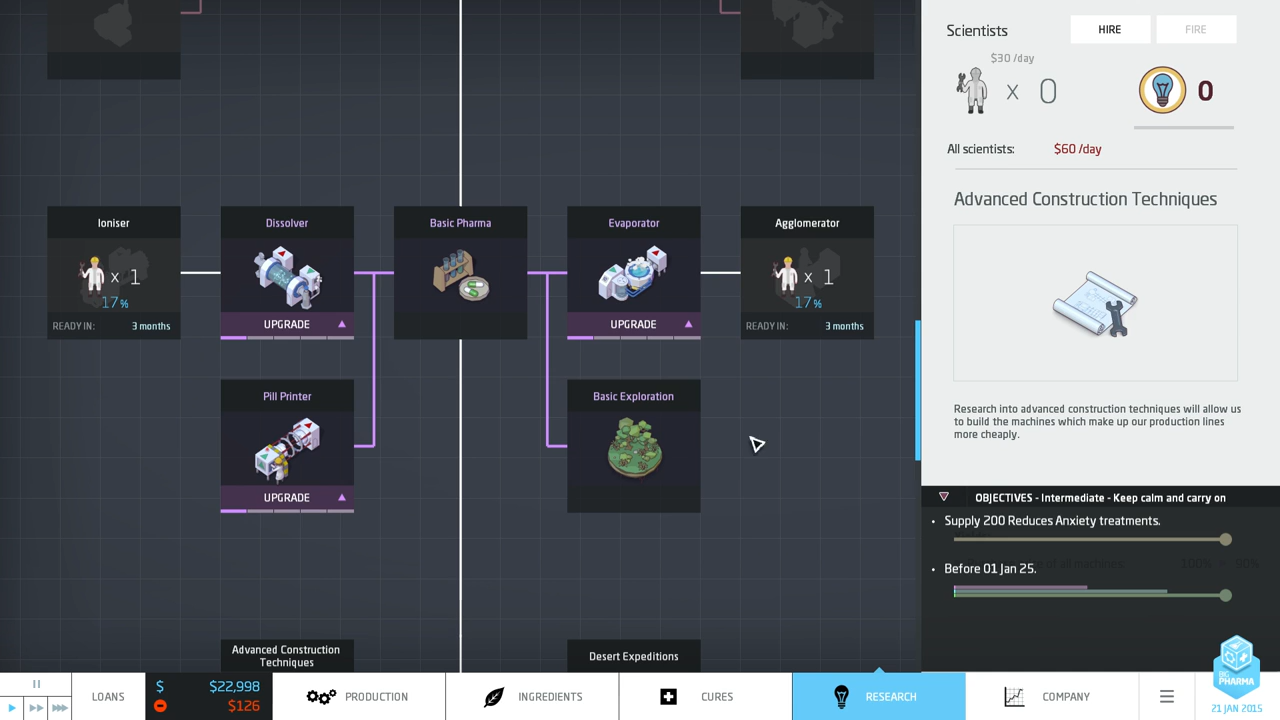 Scientists
HIRE
FIRE
$30 /day
x 0
0
All scientists: $60 /day
Advanced Construction Techniques
Research into advanced construction techniques will allow us
to build the machines which make up our production lines
more cheaply.
Ioniser
x 1
17%
READY IN: 3 months
Dissolver
UPGRADE
Basic Pharma
Evaporator
UPGRADE
Agglomerator
x 1
17%
READY IN: 3 months
Pill Printer
UPGRADE
Basic Exploration
Advanced Construction
Techniques
Desert Expeditions
OBJECTIVES - Intermediate - Keep calm and carry on
• Supply 200 Reduces Anxiety treatments.
• Before 01 Jan 25.
LOANS
$ $22,998
$126
PRODUCTION
INGREDIENTS
CURES
RESEARCH
COMPANY
BIG
PHARMA
21 JAN 2015